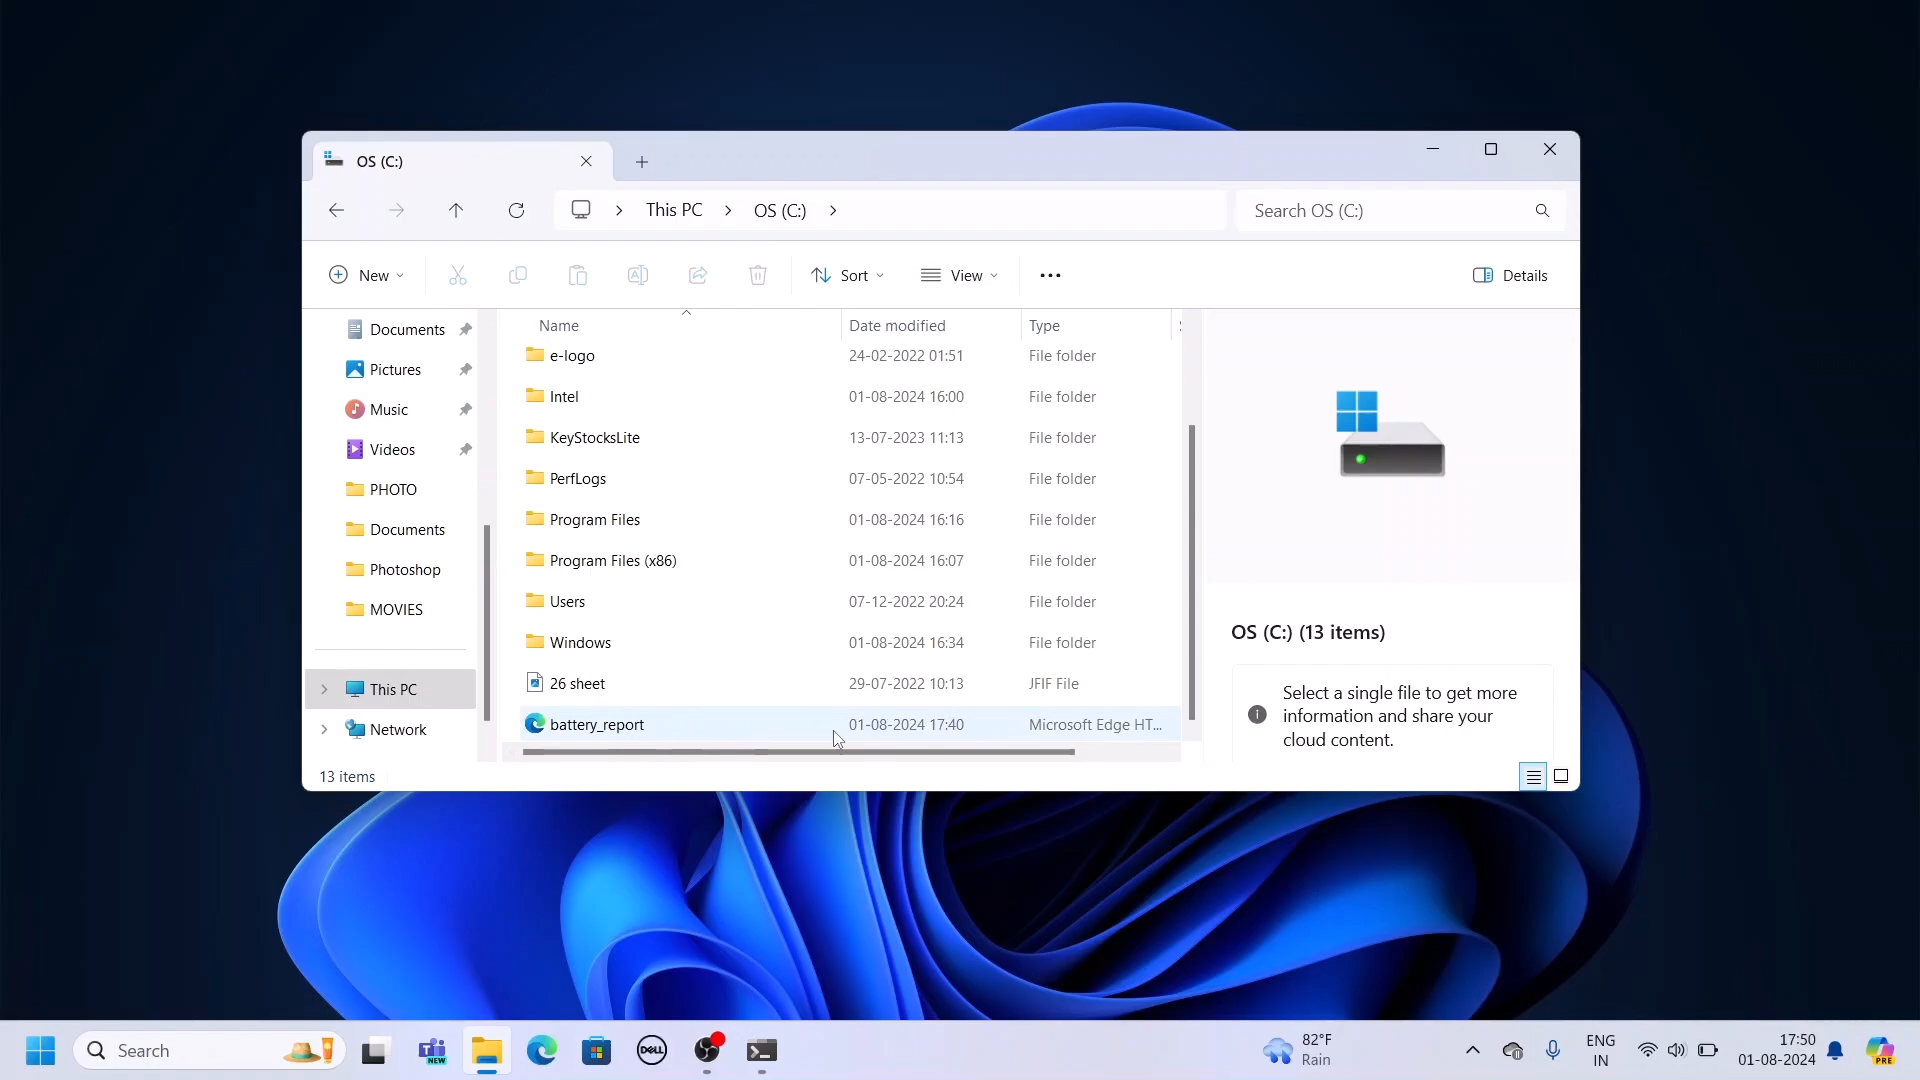 OS (C:)
This PC
OS (C:)
Search OS (C:)
New
Sort
View
Details
Name
Date modified
Type
Documents
Pictures
Music
Videos
PHOTO
Documents
Photoshop
MOVIES
This PC
Network
e-logo 24-02-2022 01:51 File folder
Intel 01-08-2024 16:00 File folder
KeyStocksLite 13-07-2023 11:13 File folder
PerfLogs 07-05-2022 10:54 File folder
Program Files 01-08-2024 16:16 File folder
Program Files (x86) 01-08-2024 16:07 File folder
Users 07-12-2022 20:24 File folder
Windows 01-08-2024 16:34 File folder
26 sheet 29-07-2022 10:13 JFIF File
battery_report 01-08-2024 17:40 Microsoft Edge HT...
OS (C:) (13 items)
Select a single file to get more
information and share your
cloud content.
13 items
Search
NEW
DELL
82°F
Rain
ENG
IN
17:50
01-08-2024
PRE